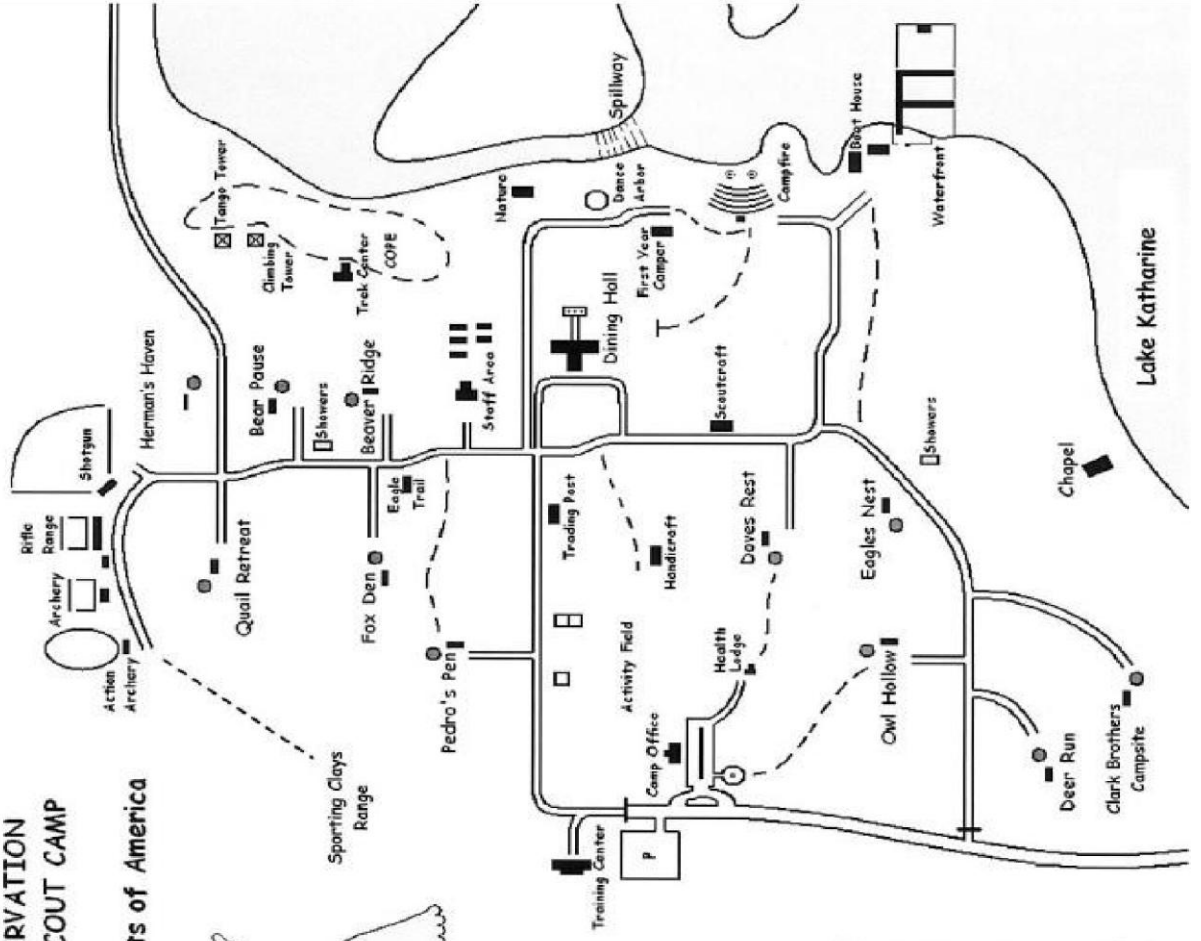 RVATION
COUT CAMP
ts of America
Shotgun
Rifle
Range
Archery
Action
Archery
Herman's Haven
Tango Tower
Climbing
Tower
Trek Center
COPE
Bear Pause
Showers
Beaver Ridge
Quail Retreat
Fox Den
Eagle
Trail
Staff Area
Nature
Spillway
Dance
Arbor
Sporting Clays
Range
Pedro's Pen
Trading Post
Dining Hall
First Year
Camper
Campfire
Boat House
Waterfront
Handicraft
Scoutcraft
Activity Field
Health
Lodge
Doves Rest
Camp Office
Training Center
P
Owl Hollow
Eagles Nest
Showers
Chapel
Lake Katharine
Deer Run
Clark Brothers
Campsite